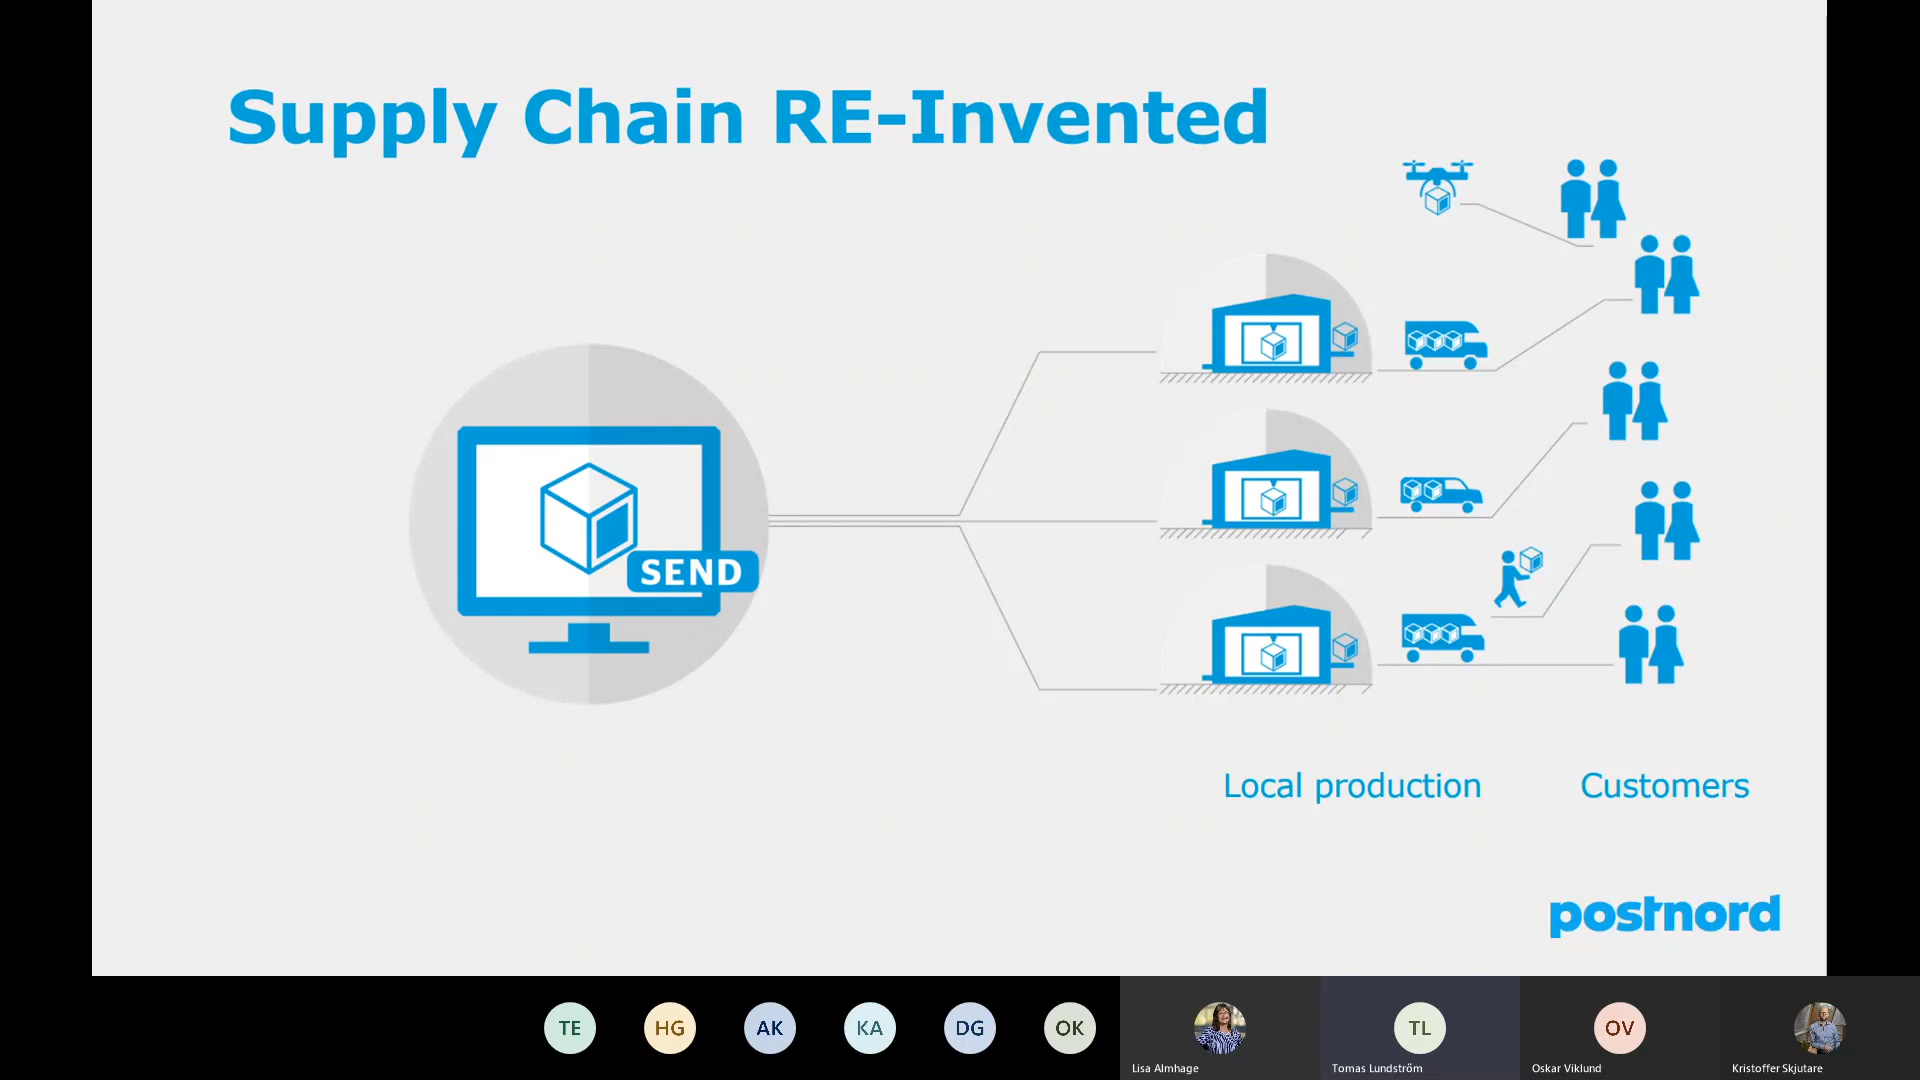 Supply Chain RE-Invented
SEND
Local production
Customers
postnord
TE
HG
AK
KA
DG
OK
TL
OV
Lisa Almhage
Tomas Lundström
Oskar Viklund
Kristoffer Skjutare